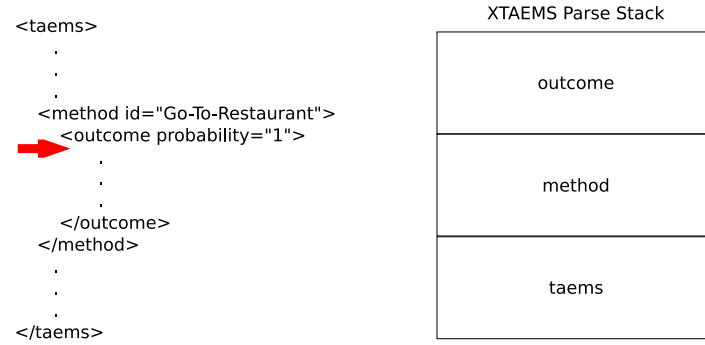 <taems>
.
.
.
<method id="Go-To-Restaurant">
<outcome probability="1">
.
.
.
</outcome>
</method>
.
.
.
</taems>
XTAEMS Parse Stack
outcome
method
taems